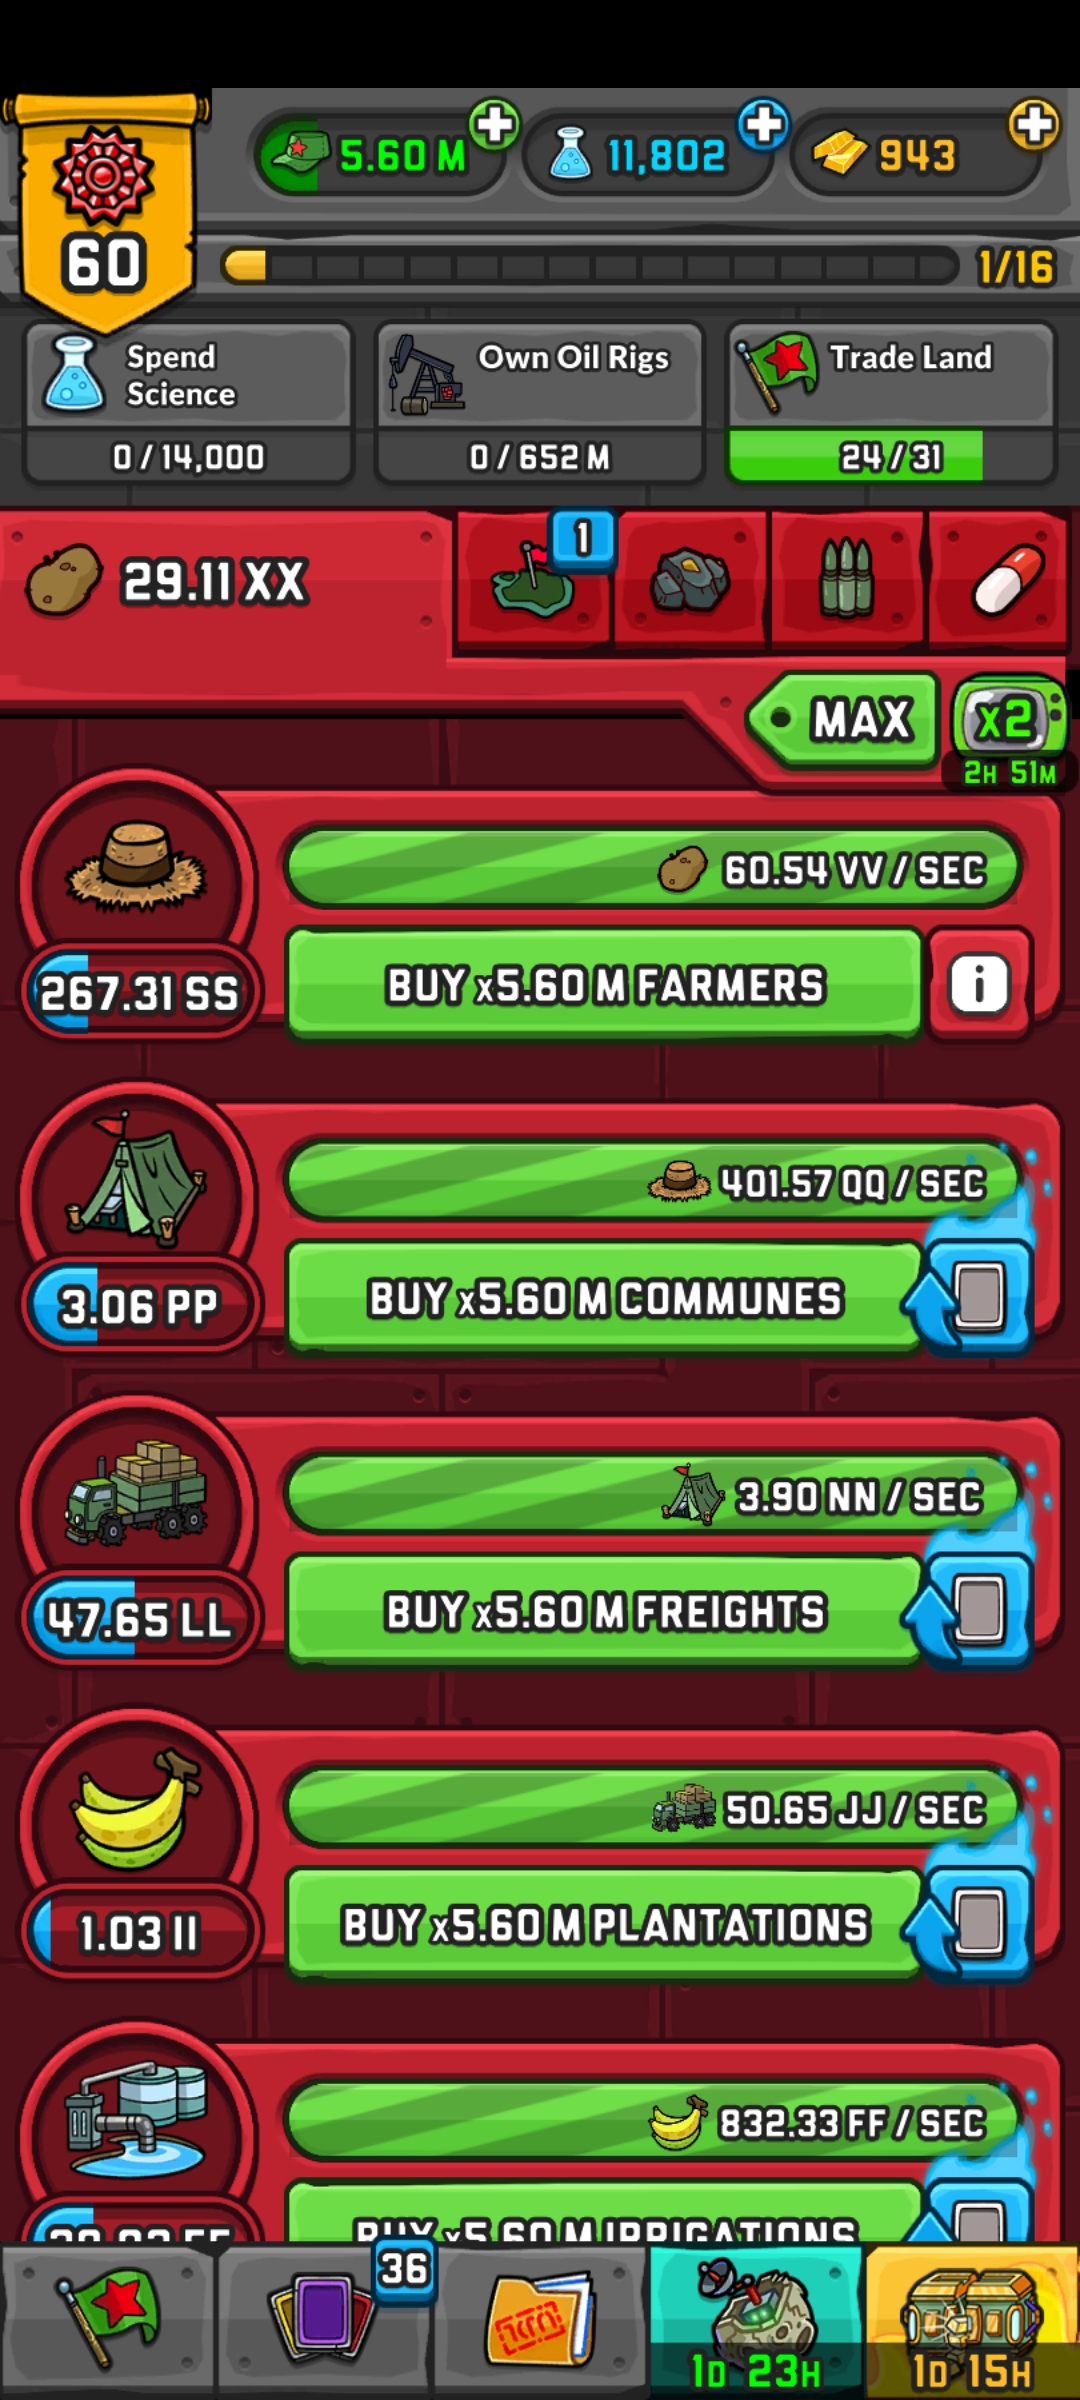 60
5.60 M
11,802
943
1/16
Spend
Science
0/14,000
Own Oil Rigs
0/652 M
Trade Land
24/31
29.11 XX
1
MAX
x2
2H 51M
60.54 VV / SEC
267.31 SS
BUY x5.60 M FARMERS
i
401.57 QQ / SEC
3.06 PP
BUY x5.60 M COMMUNES
3.90 NN / SEC
47.65 LL
BUY x5.60 M FREIGHTS
50.65 JJ / SEC
1.03 II
BUY x5.60 M PLANTATIONS
832.33 FF / SEC
BUY x5.60 M IRRIGATIONS
36
1D 23H
1D 15H